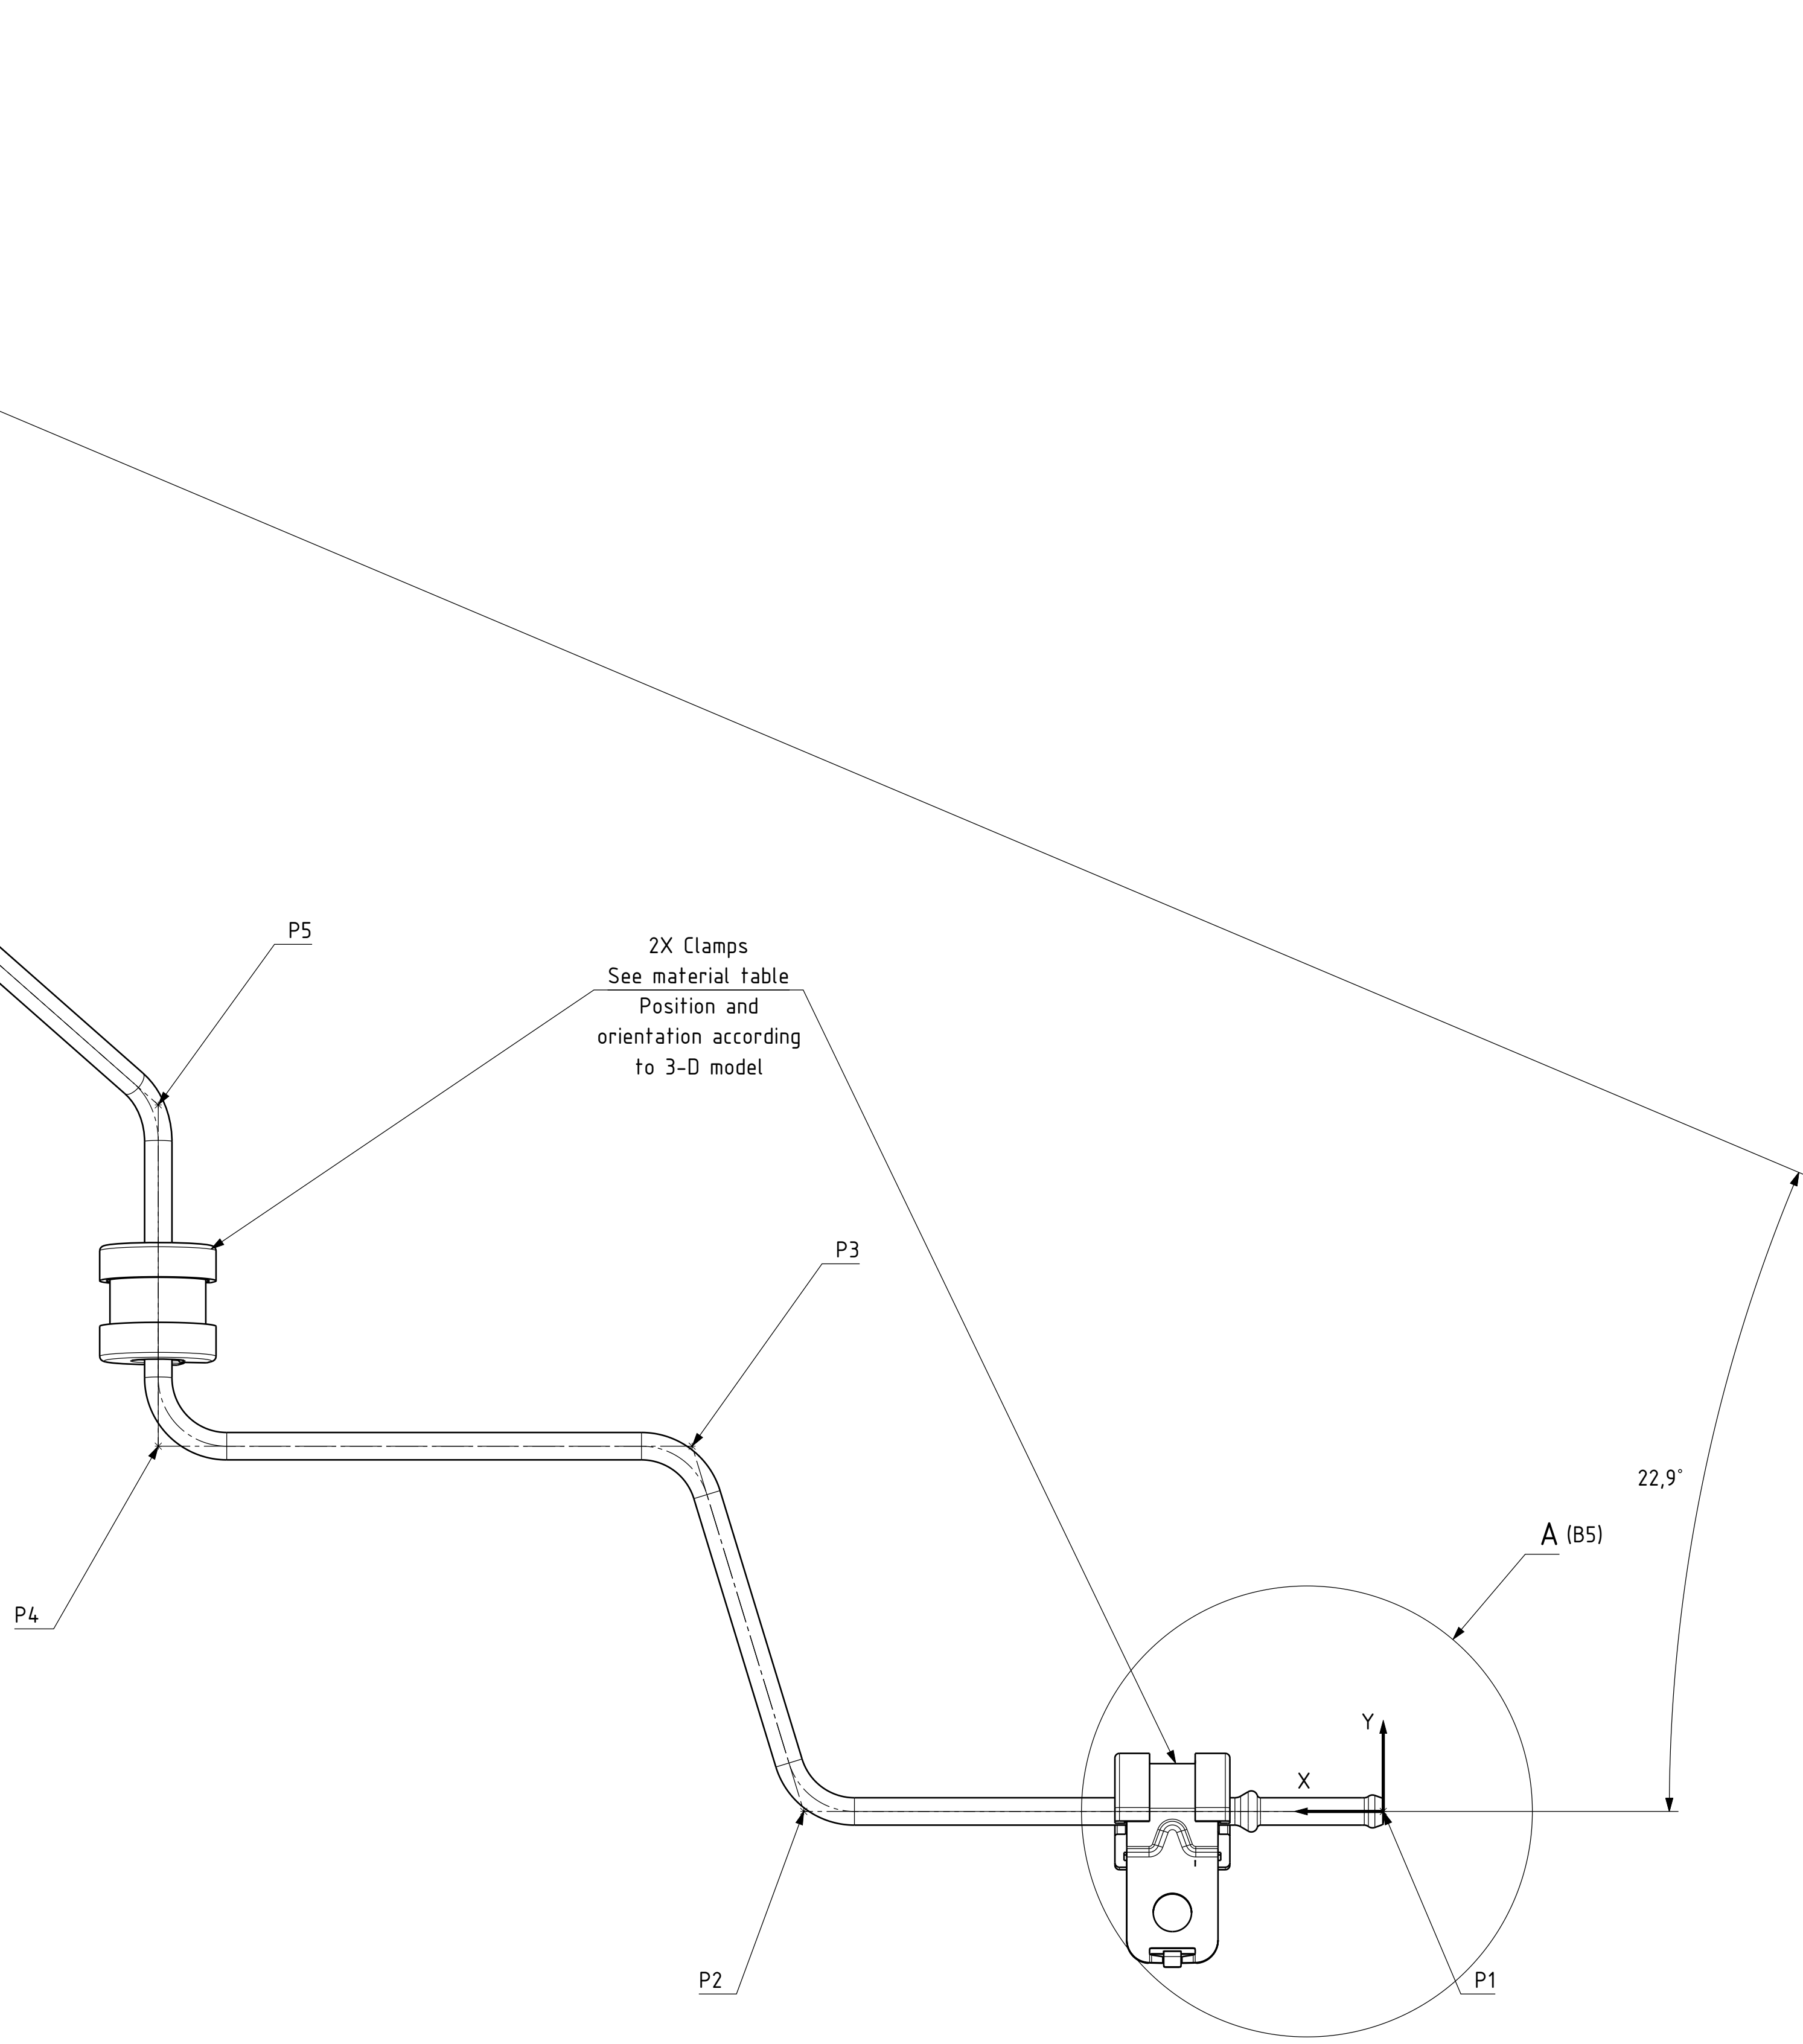 P5
2X Clamps
See material table
Position and
orientation according
to 3-D model
P3
22,9°
A (B5)
P4
Y
X
P2
P1